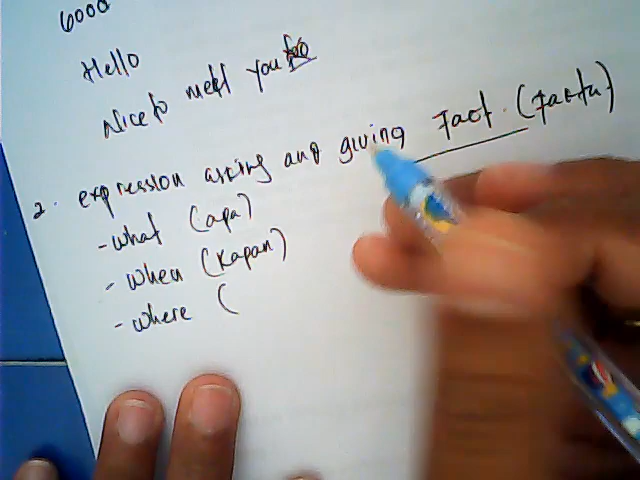 Good
Hello
Nice to meet you
2. expression asking and giving Fact. (Fakta)
- what (apa)
- when (Kapan)
- where (